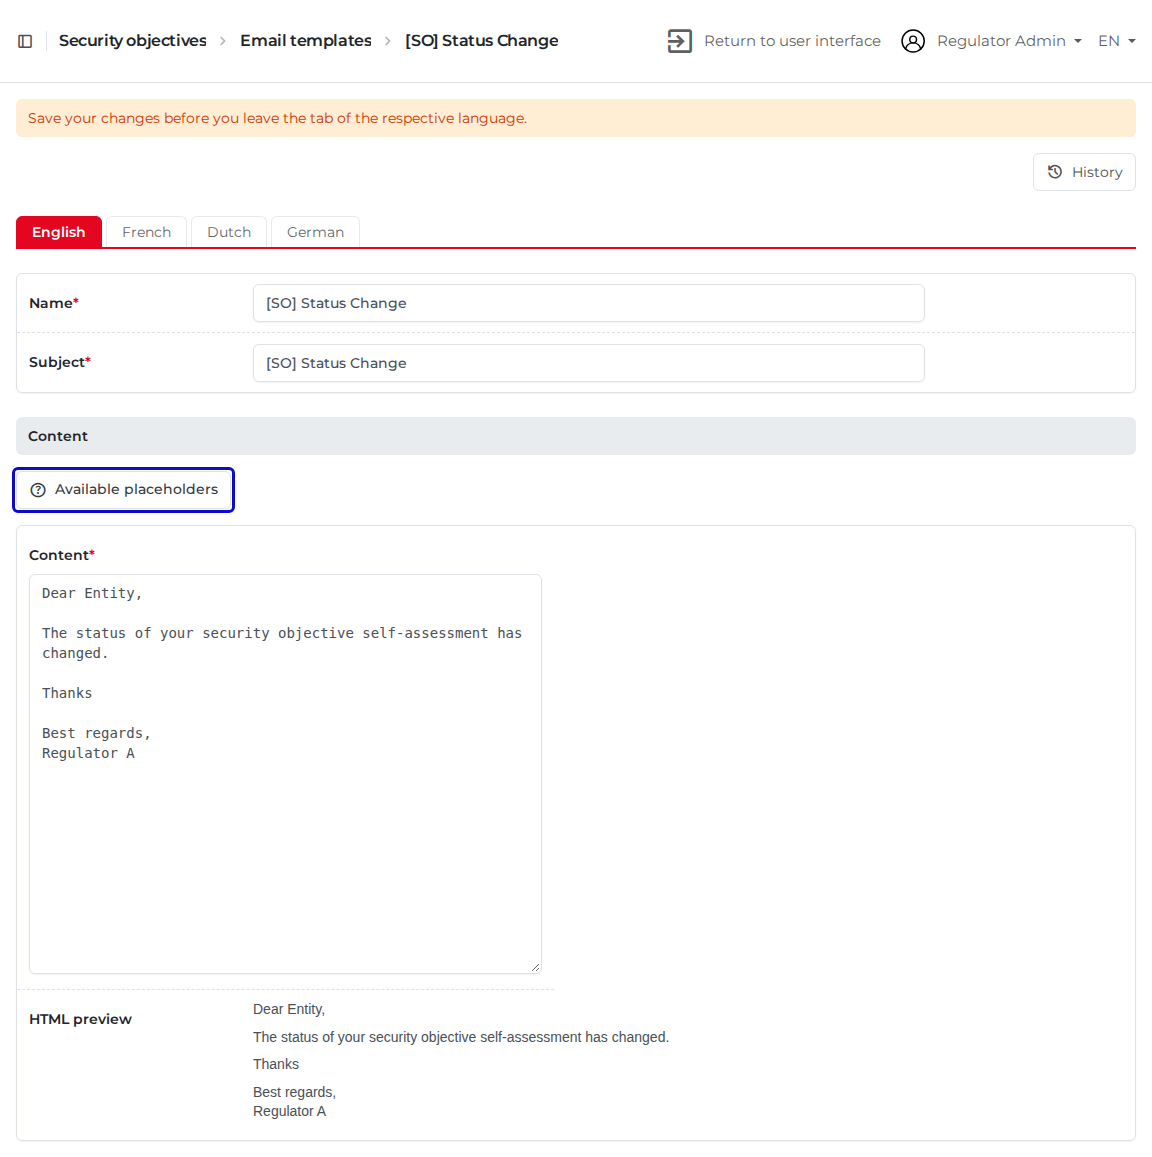 Security objectives > Email templates > [SO] Status Change
Return to user interface
Regulator Admin
EN
Save your changes before you leave the tab of the respective language.
History
English
French
Dutch
German
Name*
[SO] Status Change
Subject*
[SO] Status Change
Content
Available placeholders
Content*
Dear Entity,
The status of your security objective self-assessment has
changed.
Thanks
Best regards,
Regulator A
HTML preview
Dear Entity,
The status of your security objective self-assessment has changed.
Thanks
Best regards,
Regulator A